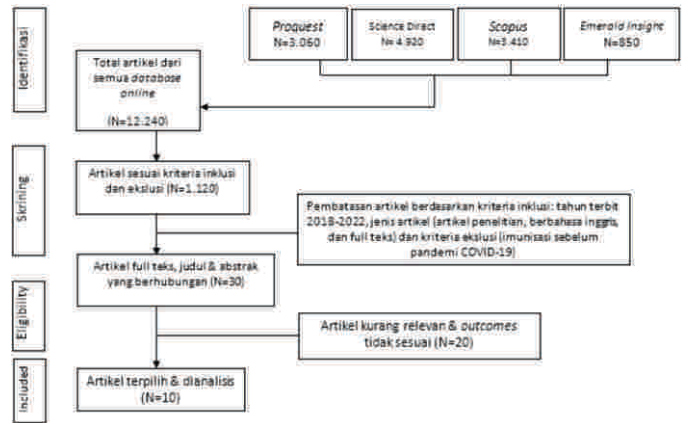 Identifikasi
Proquest
N=3.060
Science Direct
N= 4.920
Scopus
N=3.410
Emerald Insight
N=850
Total artikel dari
semua database
online
(N=12.240)
Skrining
Artikel sesuai kriteria inklusi
dan ekslusi (N=1.120)
Pembatasan artikel berdasarkan kriteria inklusi: tahun terbit
2018-2022, jenis artikel (artikel penelitian, berbahasa inggris,
dan full teks) dan kriteria ekslusi (imunisasi sebelum
pandemi COVID-19)
Artikel full teks, judul & abstrak
yang berhubungan (N=30)
Eligibility
Artikel kurang relevan & outcomes
tidak sesuai (N=20)
Included
Artikel terpilih & dianalisis
(N=10)